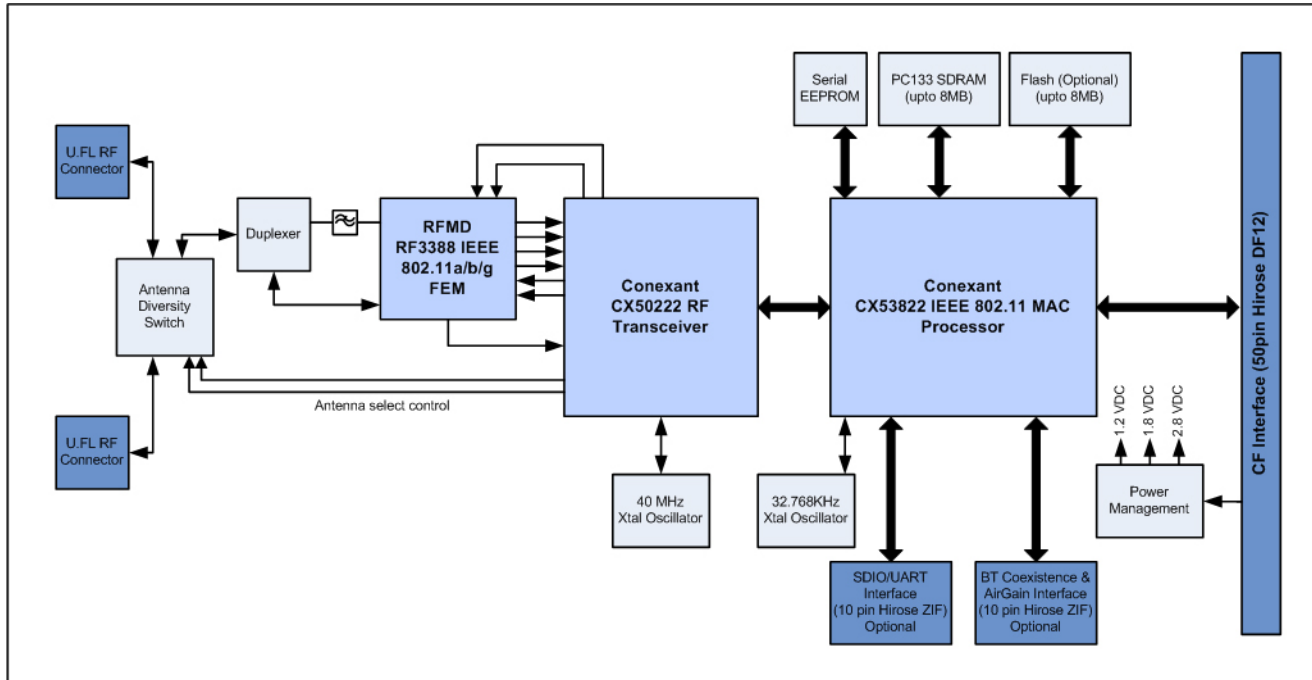 Serial
EEPROM
PC133 SDRAM
(upto 8MB)
Flash (Optional)
(upto 8MB)
U.FL RF
Connector
Duplexer
RFMD
RF3388 IEEE
802.11a/b/g
FEM
Antenna
Diversity
Switch
Conexant
CX50222 RF
Transceiver
Conexant
CX53822 IEEE 802.11 MAC
Processor
CF Interface (50pin Hirose DF12)
Antenna select control
U.FL RF
Connector
1.2 VDC
1.8 VDC
2.8 VDC
40 MHz
Xtal Oscillator
32.768KHz
Xtal Oscillator
Power
Management
SDIO/UART
Interface
(10 pin Hirose ZIF)
Optional
BT Coexistence &
AirGain Interface
(10 pin Hirose ZIF)
Optional